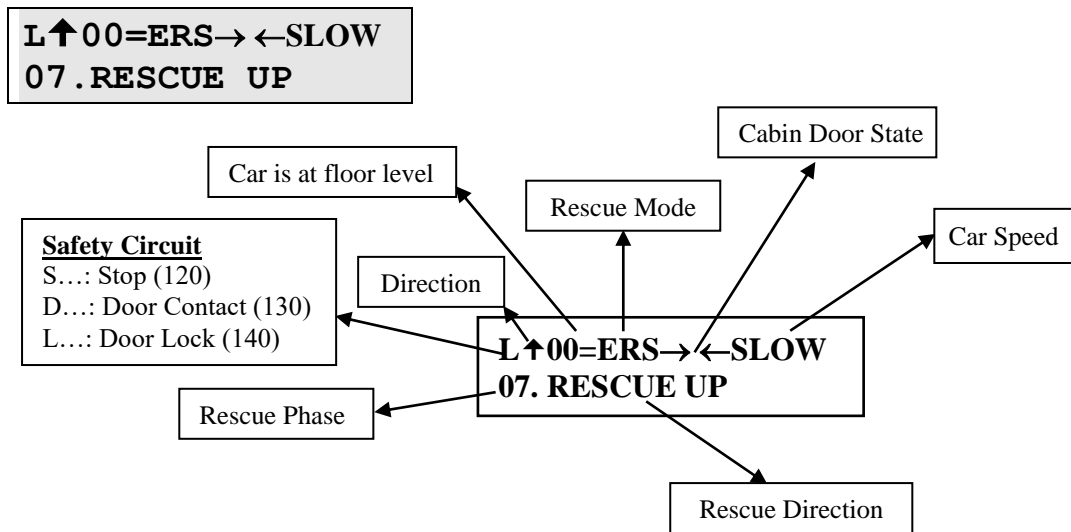 L🡅00=ERS→ ←SLOW
07.RESCUE UP
Cabin Door State
Car is at floor level
Rescue Mode
Car Speed
Safety Circuit
S…: Stop (120)
D…: Door Contact (130)
L…: Door Lock (140)
Direction
L🡅00=ERS→ ←SLOW
07. RESCUE UP
Rescue Phase
Rescue Direction